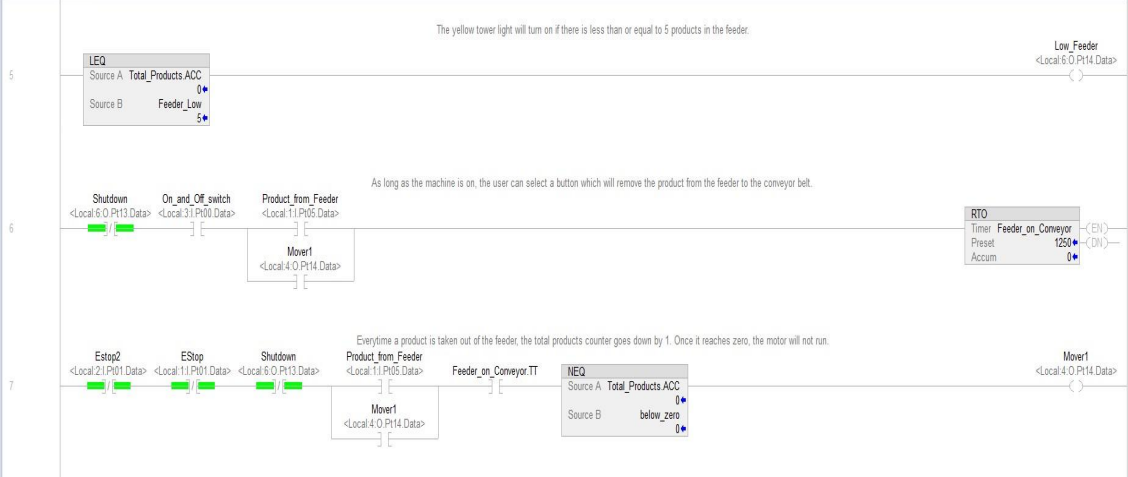 The yellow tower light will turn on if there is less than or equal to 5 products in the feeder.
5
LEQ
Source A Total_Products.ACC
0
Source B Feeder_Low
5
Low_Feeder
<Local:6:O.Pt14.Data>
As long as the machine is on, the user can select a button which will remove the product from the feeder to the conveyor belt.
6
Shutdown
<Local:6:O.Pt13.Data>
On_and_Off_switch
<Local:3:I.Pt00.Data>
Product_from_Feeder
<Local:1:I.Pt05.Data>
Mover1
<Local:4:O.Pt14.Data>
RTO
Timer Feeder_on_Conveyor
Preset 1250
Accum 0
EN
DN
Everytime a product is taken out of the feeder, the total products counter goes down by 1. Once it reaches zero, the motor will not run.
7
Estop2
<Local:2:I.Pt01.Data>
EStop
<Local:1:I.Pt01.Data>
Shutdown
<Local:6:O.Pt13.Data>
Product_from_Feeder
<Local:1:I.Pt05.Data>
Mover1
<Local:4:O.Pt14.Data>
Feeder_on_Conveyor.TT
NEQ
Source A Total_Products.ACC
0
Source B below_zero
0
Mover1
<Local:4:O.Pt14.Data>